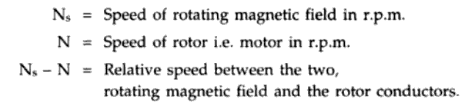 Nₛ = Speed of rotating magnetic field in r.p.m.
N = Speed of rotor i.e. motor in r.p.m.
Nₛ – N = Relative speed between the two,
rotating magnetic field and the rotor conductors.